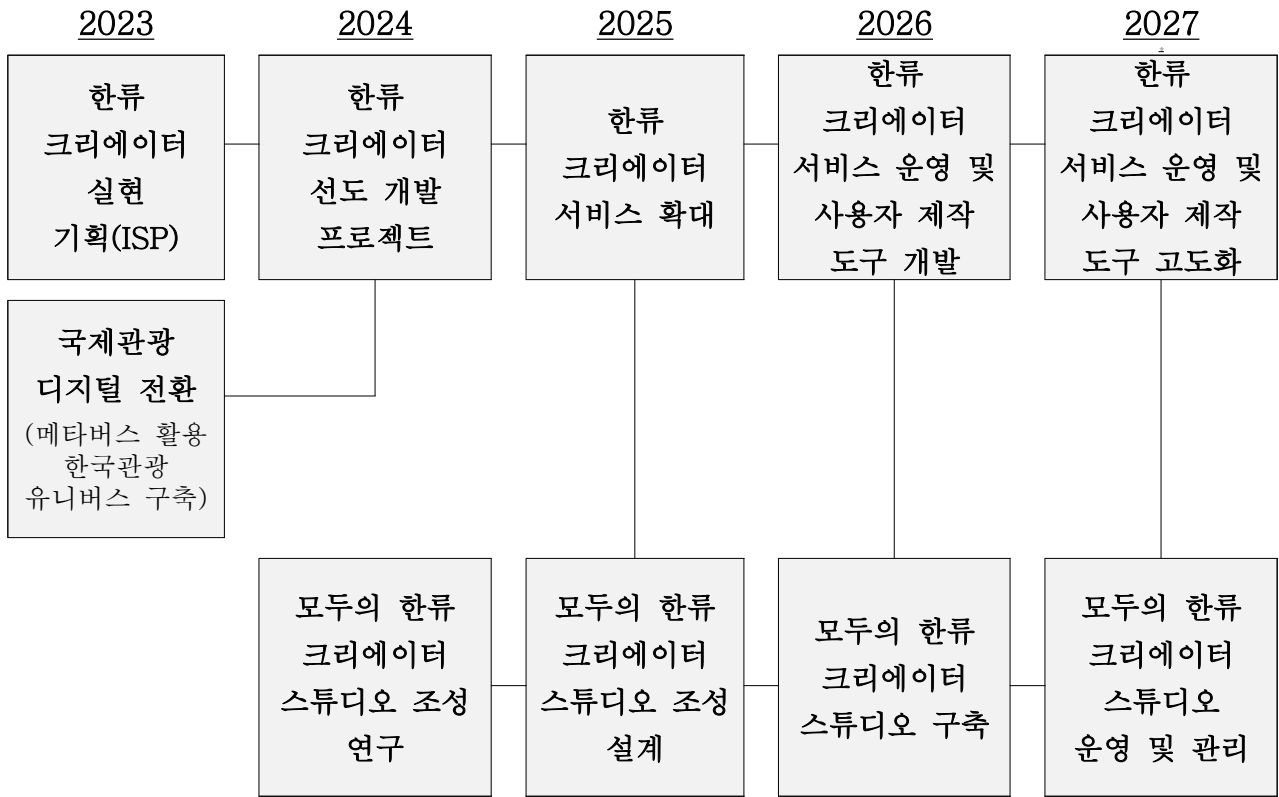 2023
2024
2025
2026
2027
한류
크리에이터
실현
기획(ISP)
한류
크리에이터
선도 개발
프로젝트
한류
크리에이터
서비스 확대
한류
크리에이터
서비스 운영 및
사용자 제작
도구 개발
한류
크리에이터
서비스 운영 및
사용자 제작
도구 고도화
국제관광
디지털 전환
(메타버스 활용
한국관광
유니버스 구축)
모두의 한류
크리에이터
스튜디오 조성
연구
모두의 한류
크리에이터
스튜디오 조성
설계
모두의 한류
크리에이터
스튜디오 구축
모두의 한류
크리에이터
스튜디오
운영 및 관리